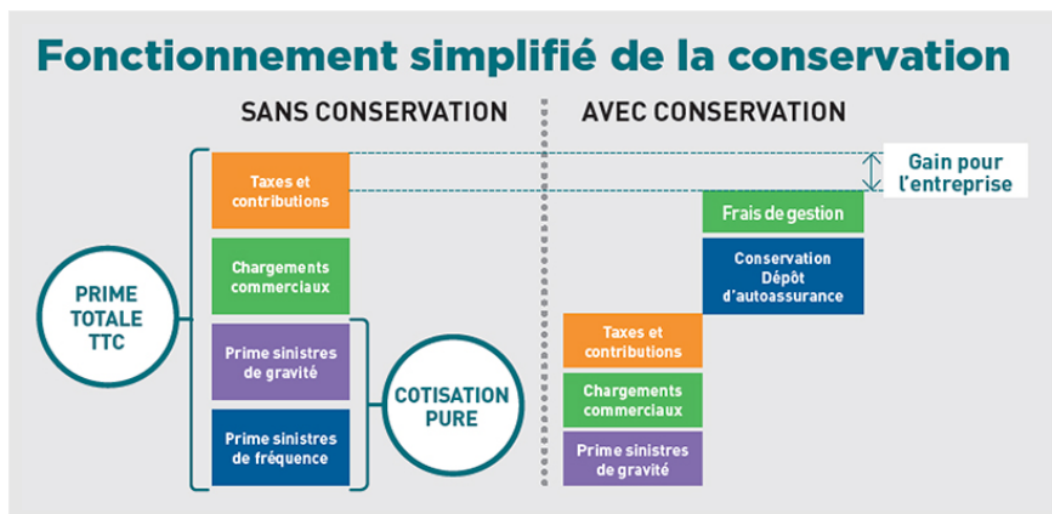 Fonctionnement simplifié de la conservation
SANS CONSERVATION
AVEC CONSERVATION
PRIME
TOTALE
TTC
Taxes et
contributions
Chargements
commerciaux
Prime sinistres
de gravité
Prime sinistres
de fréquence
COTISATION
PURE
Gain pour
l'entreprise
Frais de gestion
Conservation
Dépôt
d'autoassurance
Taxes et
contributions
Chargements
commerciaux
Prime sinistres
de gravité